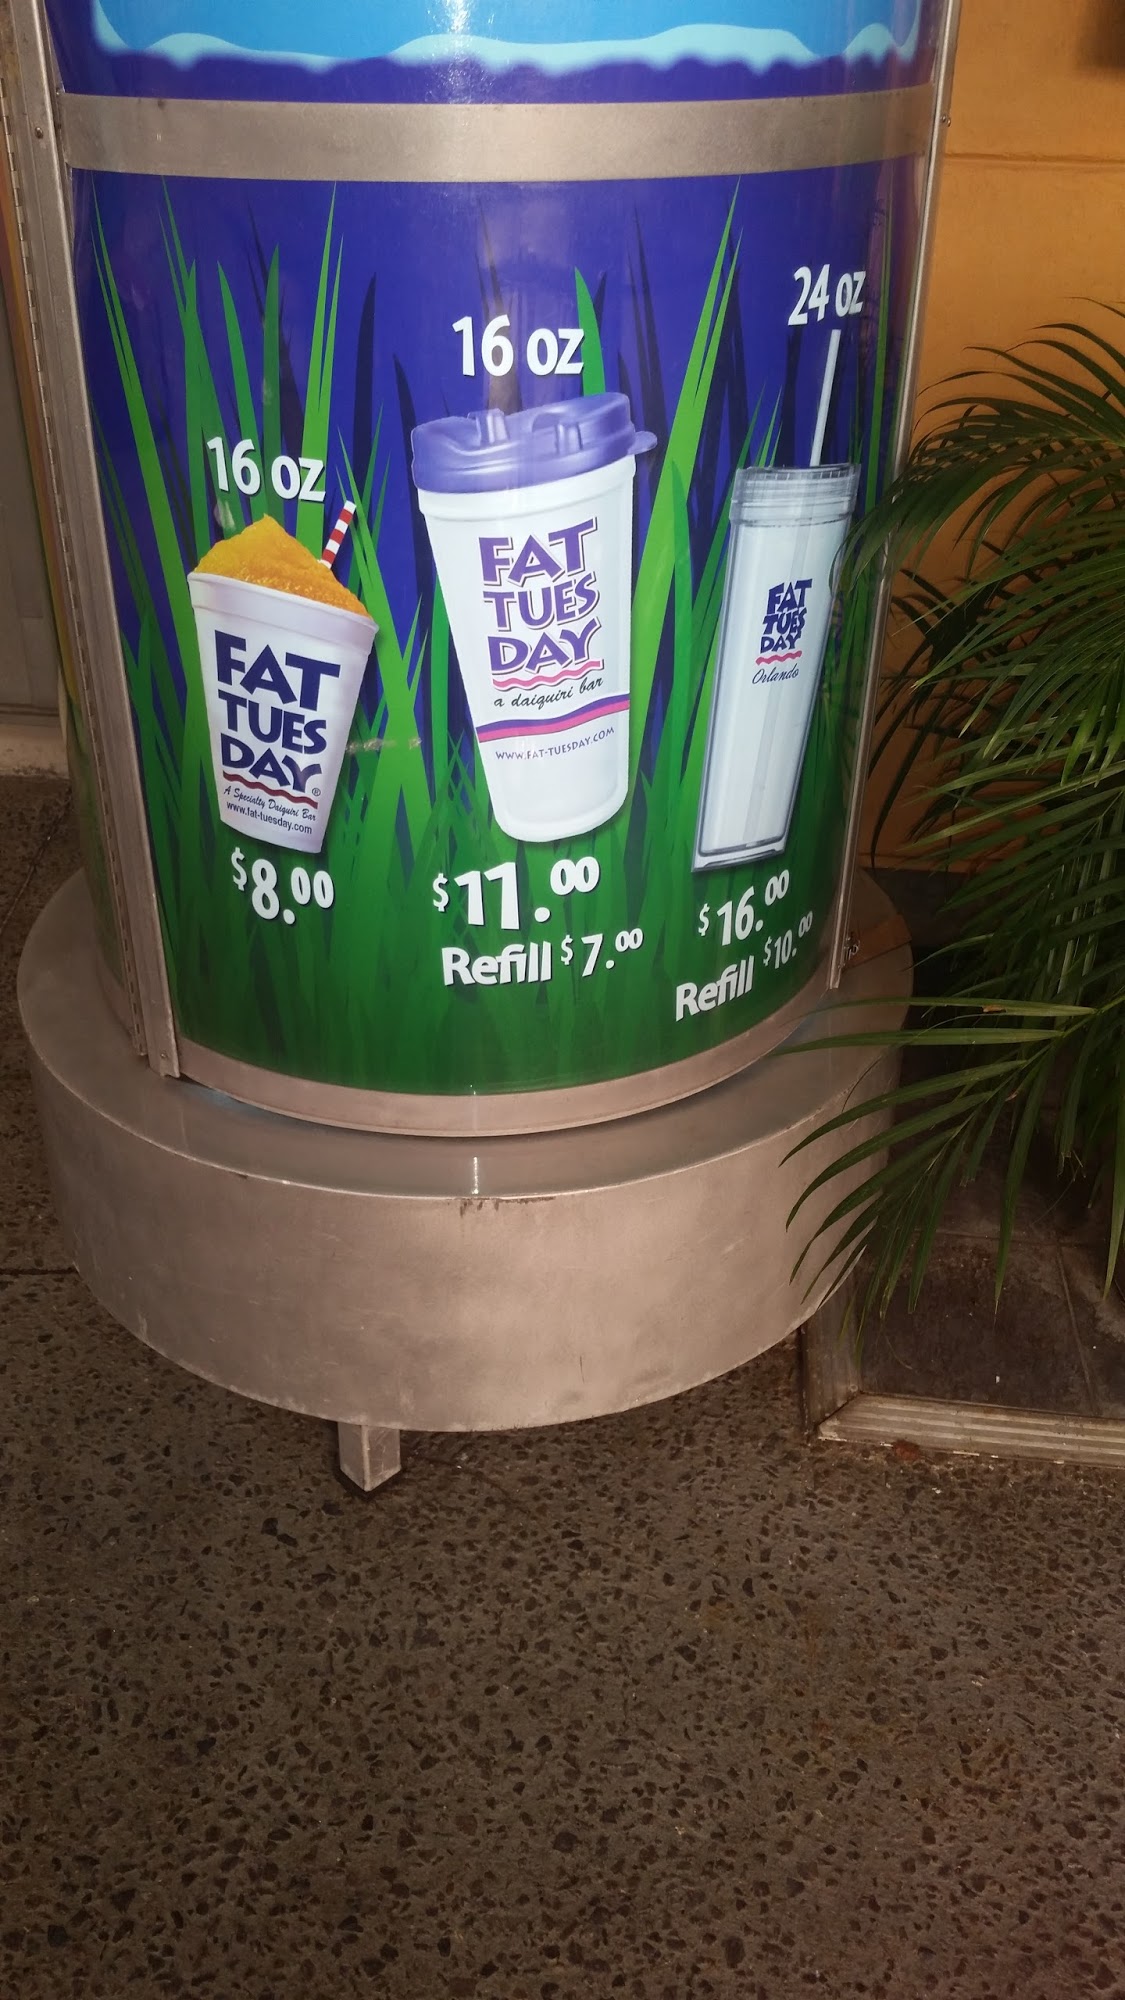 16 oz
FAT
TUES
DAY®
A Specialty Daiquiri Bar
www.fat-tuesday.com
$8.00
16 oz
FAT
TUES
DAY
a daiquiri bar
WWW.FAT-TUESDAY.COM
$11.00
Refill $7.00
24 oz
FAT
TUES
DAY
Orlando
$16.00
Refill $10.00